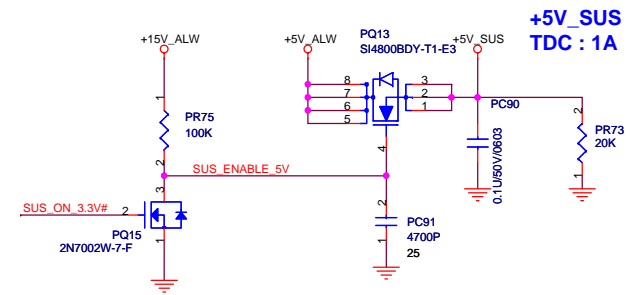 +5V_SUS
TDC : 1A
+15V_ALW
+5V_ALW
PQ13
SI4800BDY-T1-E3
+5V_SUS
8
7
6
5
3
2
1
4
1
PR75
100K
2
PC90
0.1U/50V/0603
2
PR73
20K
1
SUS_ENABLE_5V
SUS_ON_3.3V#
2
3
1
PQ15
2N7002W-7-F
2
PC91
4700P
1
25